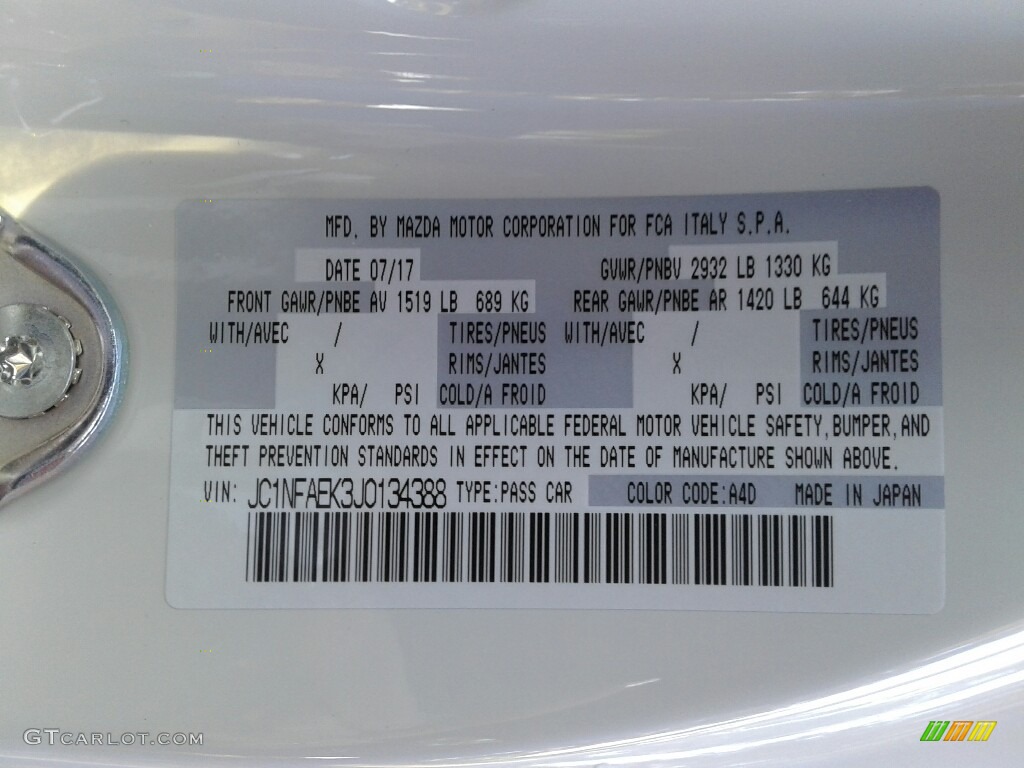 MFD. BY MAZDA MOTOR CORPORATION FOR FCA ITALY S.P.A.
DATE 07/17 GVWR/PNBV 2932 LB 1330 KG
FRONT GAWR/PNBE AV 1519 LB 689 KG REAR GAWR/PNBE AR 1420 LB 644 KG
WITH/AVEC / TIRES/PNEUS WITH/AVEC / TIRES/PNEUS
X RIMS/JANTES X RIMS/JANTES
KPA/ PSI COLD/A FROID KPA/ PSI COLD/A FROID
THIS VEHICLE CONFORMS TO ALL APPLICABLE FEDERAL MOTOR VEHICLE SAFETY, BUMPER, AND
THEFT PREVENTION STANDARDS IN EFFECT ON THE DATE OF MANUFACTURE SHOWN ABOVE.
VIN: JC1NFAEK3J0134388 TYPE:PASS CAR COLOR CODE:A4D MADE IN JAPAN
GTCARLOT.COM